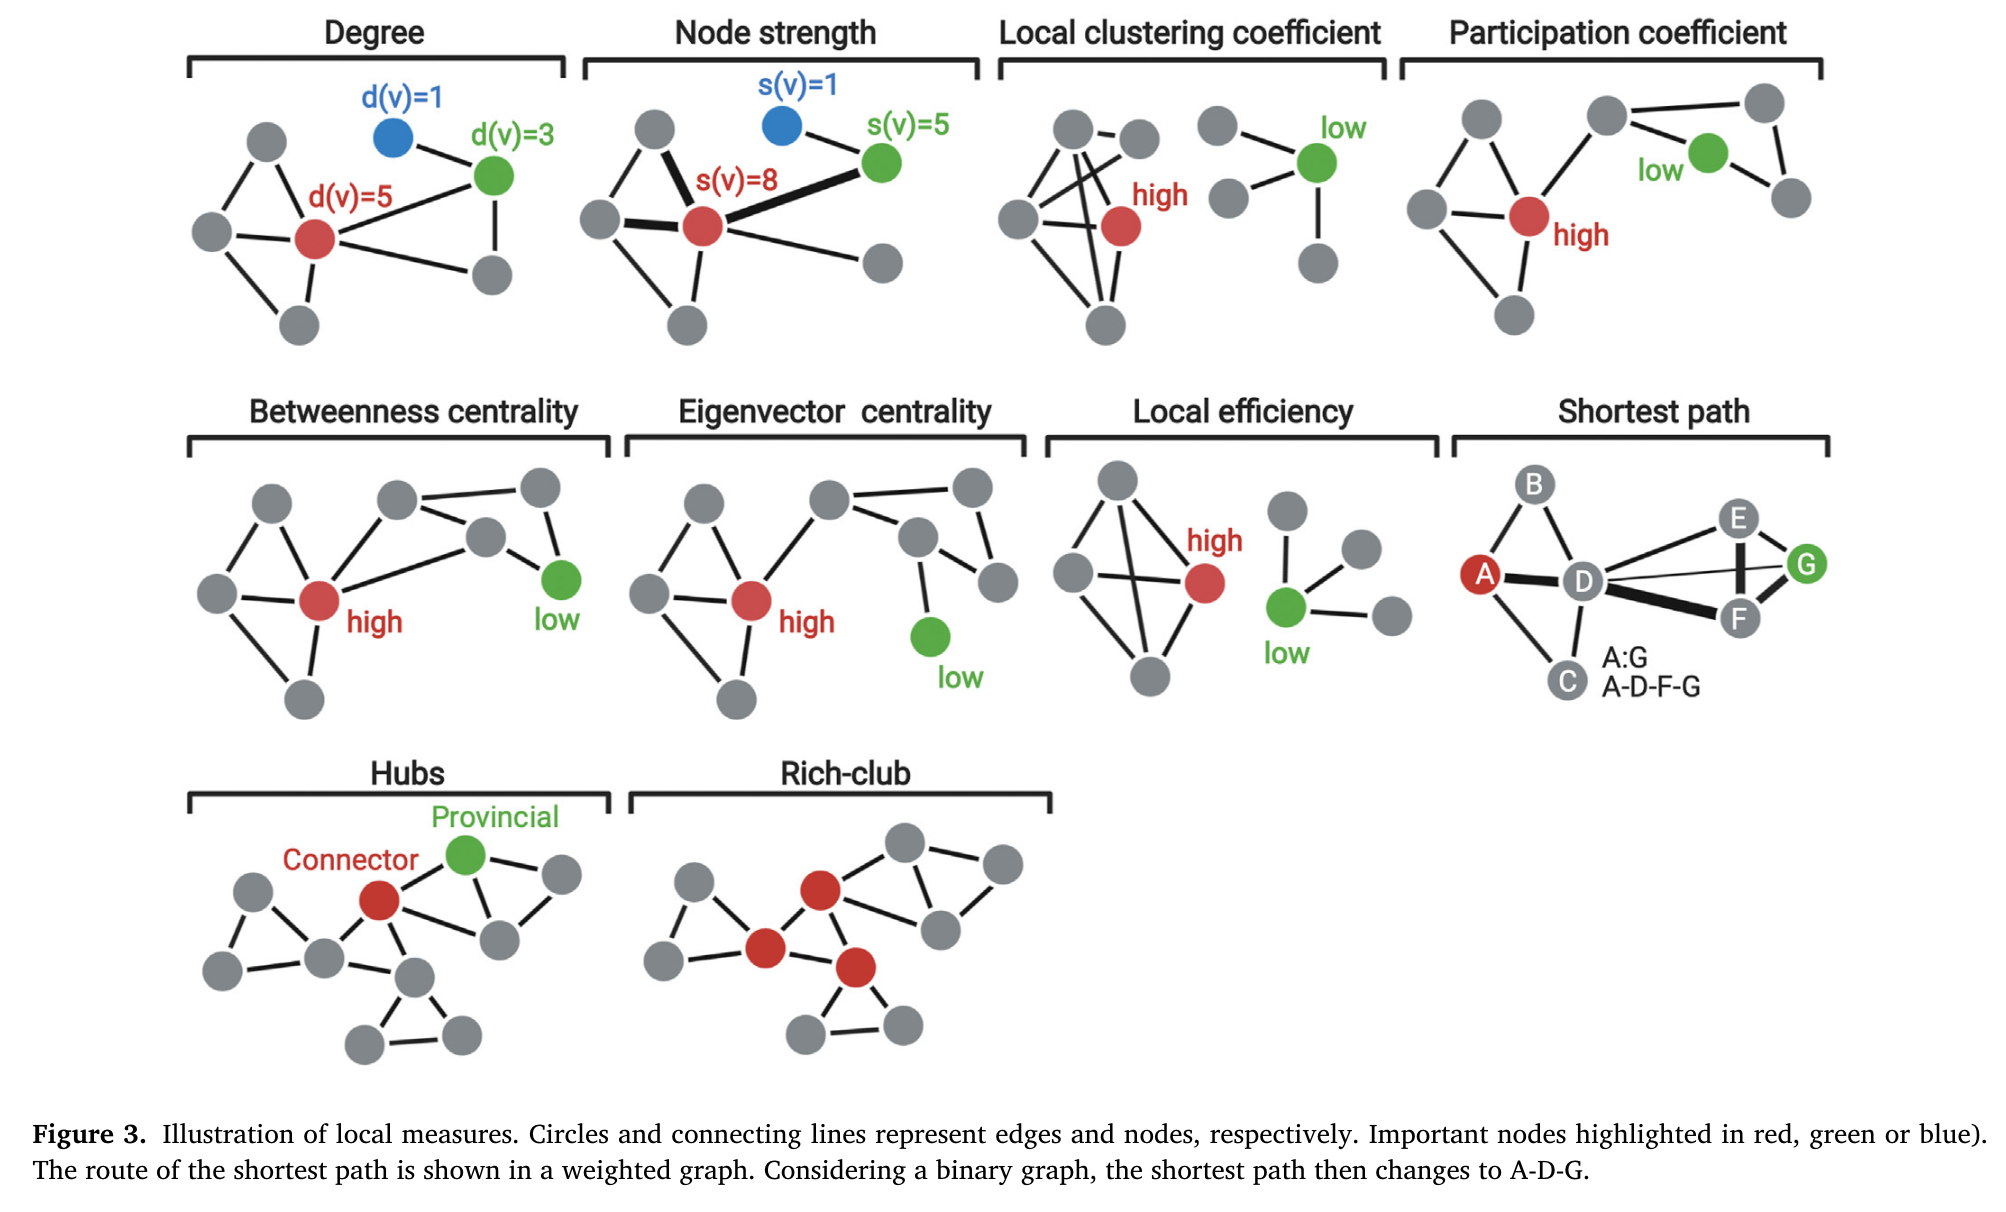 Degree
d(v)=1
d(v)=3
d(v)=5
Node strength
s(v)=1
s(v)=5
s(v)=8
Local clustering coefficient
low
high
Participation coefficient
low
high
Betweenness centrality
high
low
Eigenvector centrality
high
low
Local efficiency
high
low
Shortest path
B
E
A
D
G
F
C
A:G
A-D-F-G
Hubs
Provincial
Connector
Rich-club
Figure 3. Illustration of local measures. Circles and connecting lines represent edges and nodes, respectively. Important nodes highlighted in red, green or blue).
The route of the shortest path is shown in a weighted graph. Considering a binary graph, the shortest path then changes to A-D-G.